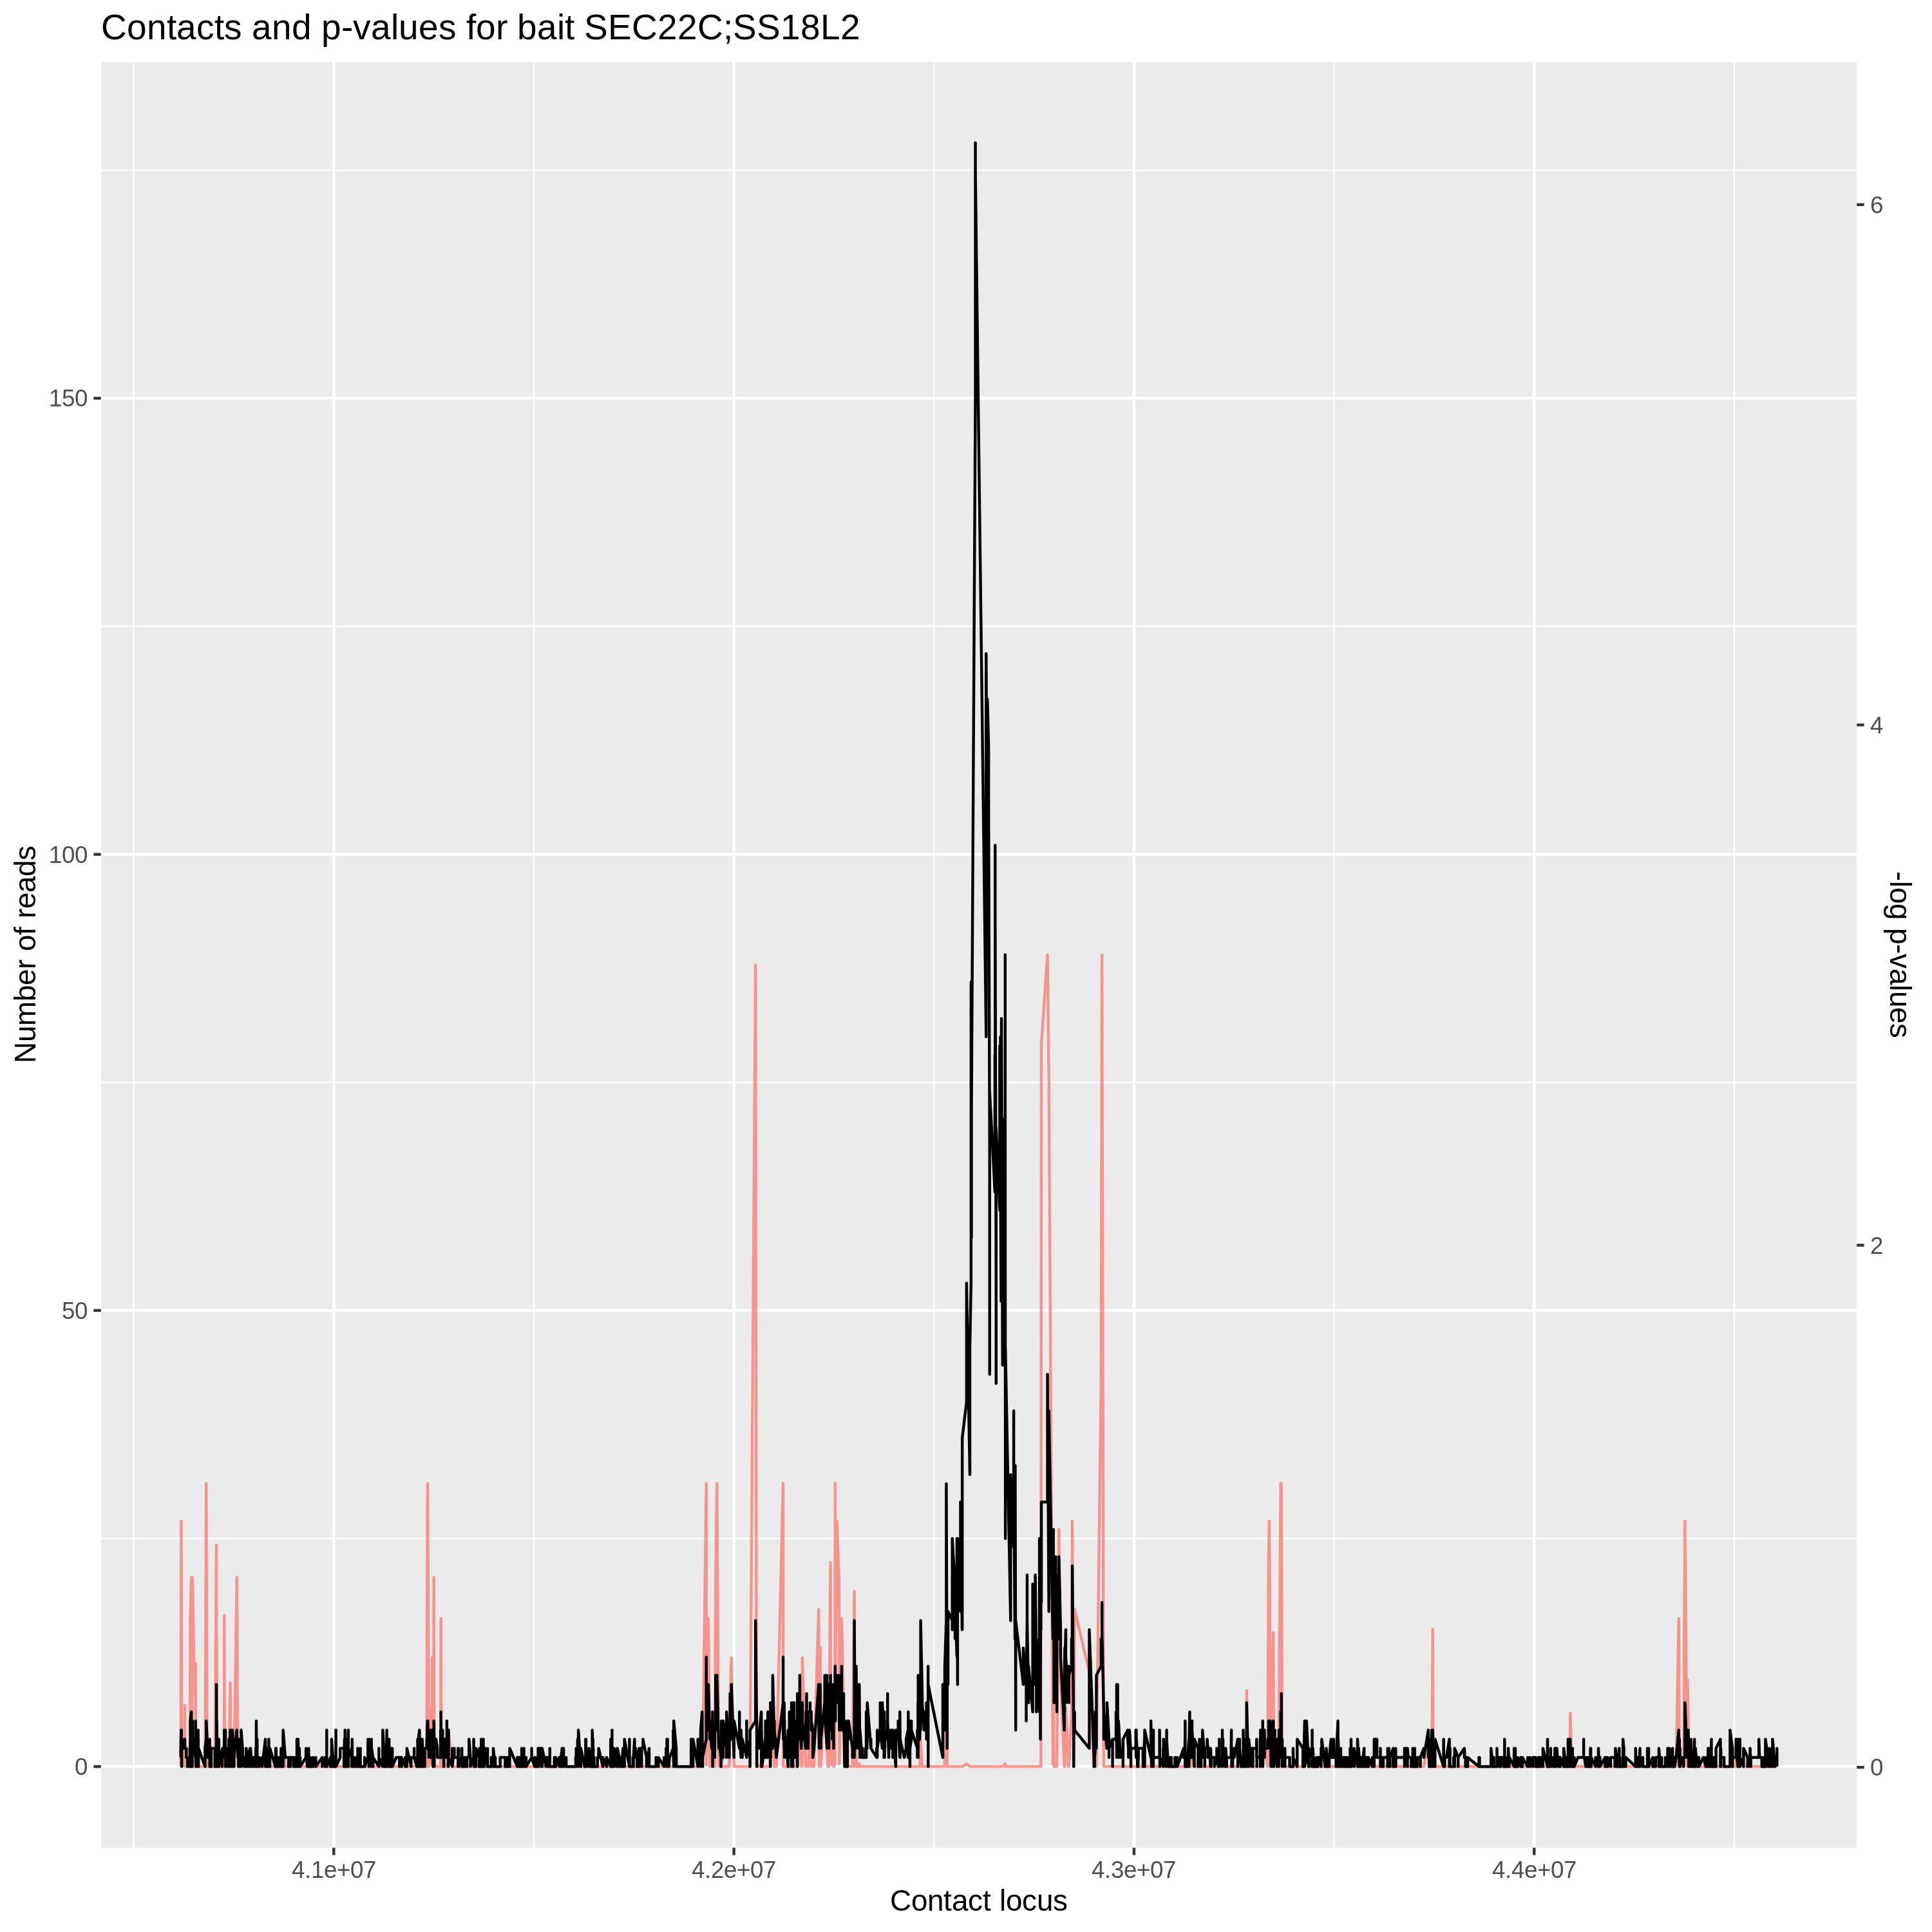 Contacts and p-values for bait SEC22C;SS18L2
Number of reads
150
100
50
0
6
4
2
0
-log p-values
4.1e+07 4.2e+07 4.3e+07 4.4e+07
Contact locus